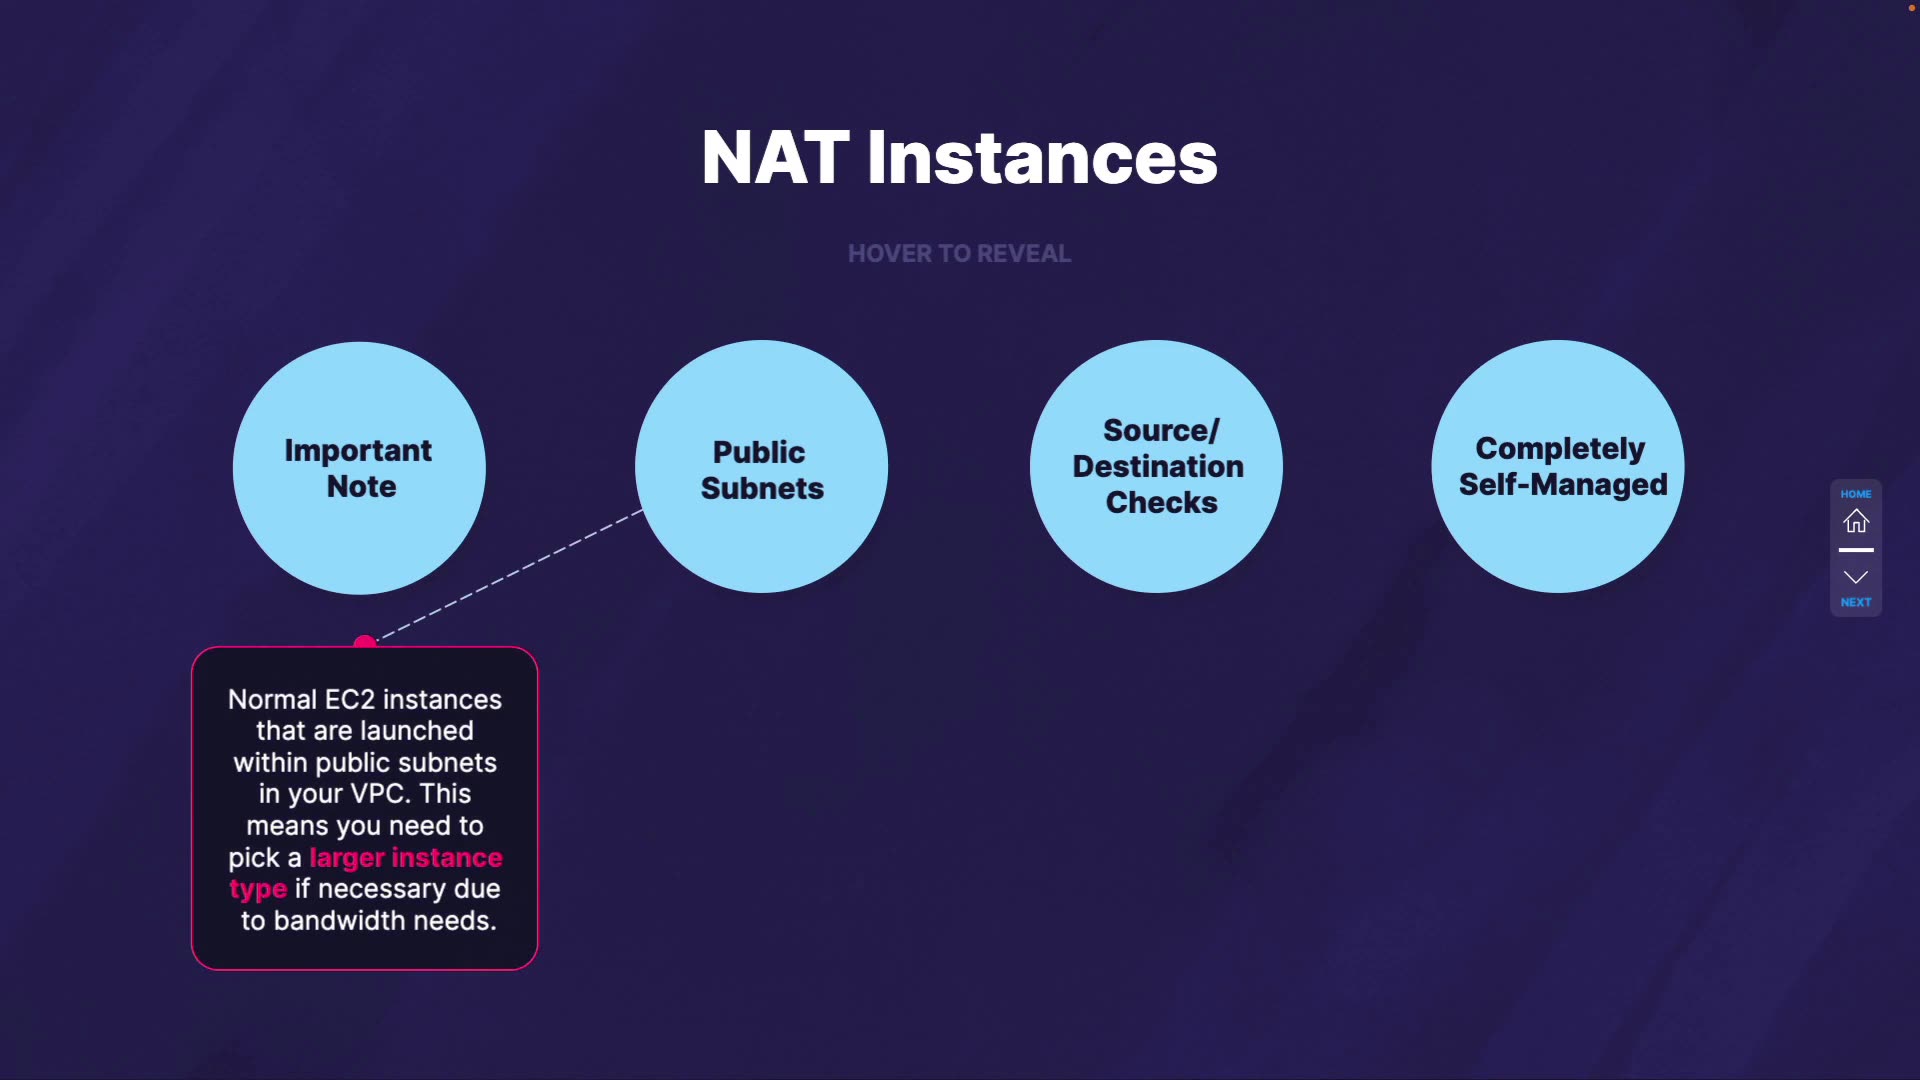 NAT Instances
HOVER TO REVEAL
Important
Note
Public
Subnets
Source/
Destination
Checks
Completely
Self-Managed
HOME
NEXT
Normal EC2 instances
that are launched
within public subnets
in your VPC. This
means you need to
pick a larger instance
type if necessary due
to bandwidth needs.